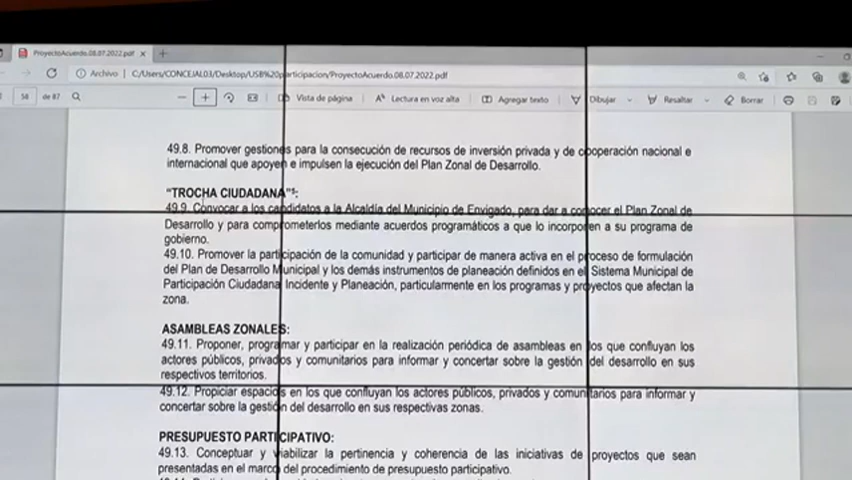 ProyectoAcuerdo.08.07.2022.pdf
Archivo | C:/Users/CONCEJAL03/Desktop/USB%20participacion/ProyectoAcuerdo.08.07.2022.pdf
58 de 87 Vista de página Lectura en voz alta Agregar texto Dibujar Resaltar Borrar
49.8. Promover gestiones para la consecución de recursos de inversión privada y de cooperación nacional e
internacional que apoyen e impulsen la ejecución del Plan Zonal de Desarrollo.
"TROCHA CIUDADANA":
49.9. Convocar a los candidatos a la Alcaldía del Municipio de Envigado, para dar a conocer el Plan Zonal de
Desarrollo y para comprometerlos mediante acuerdos programáticos a que lo incorporen a su programa de
gobierno.
49.10. Promover la participación de la comunidad y participar de manera activa en el proceso de formulación
del Plan de Desarrollo Municipal y los demás instrumentos de planeación definidos en el Sistema Municipal de
Participación Ciudadana Incidente y Planeación, particularmente en los programas y proyectos que afectan la
zona.
ASAMBLEAS ZONALES:
49.11. Proponer, programar y participar en la realización periódica de asambleas en los que confluyan los
actores públicos, privados y comunitarios para informar y concertar sobre la gestión del desarrollo en sus
respectivos territorios.
49.12. Propiciar espacios en los que confluyan los actores públicos, privados y comunitarios para informar y
concertar sobre la gestión del desarrollo en sus respectivas zonas.
PRESUPUESTO PARTICIPATIVO:
49.13. Conceptuar y viabilizar la pertinencia y coherencia de las iniciativas de proyectos que sean
presentadas en el marco del procedimiento de presupuesto participativo.